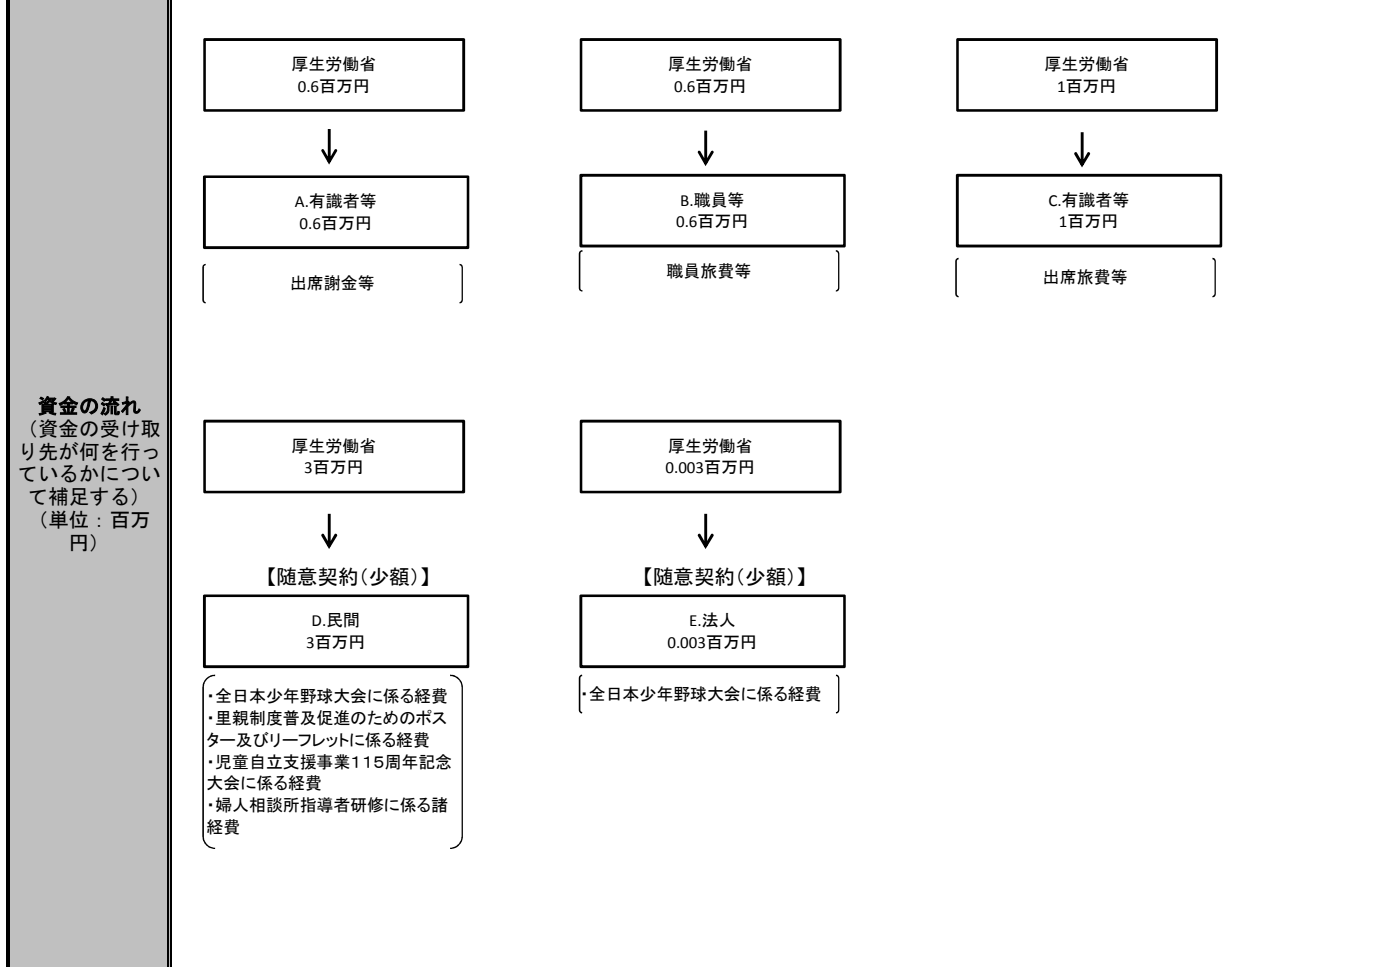 資金の流れ
（資金の受け取
り先が何を行っ
ているかについ
て補足する）
（単位：百万
円）
厚生労働省
0.6百万円
A.有識者等
0.6百万円
出席謝金等
厚生労働省
0.6百万円
B.職員等
0.6百万円
職員旅費等
厚生労働省
1百万円
C.有識者等
1百万円
出席旅費等
厚生労働省
3百万円
【随意契約（少額）】
D.民間
3百万円
・全日本少年野球大会に係る経費
・里親制度普及促進のためのポス
ター及びリーフレットに係る経費
・児童自立支援事業115周年記念
大会に係る経費
・婦人相談所指導者研修に係る諸
経費
厚生労働省
0.003百万円
【随意契約（少額）】
E.法人
0.003百万円
・全日本少年野球大会に係る経費